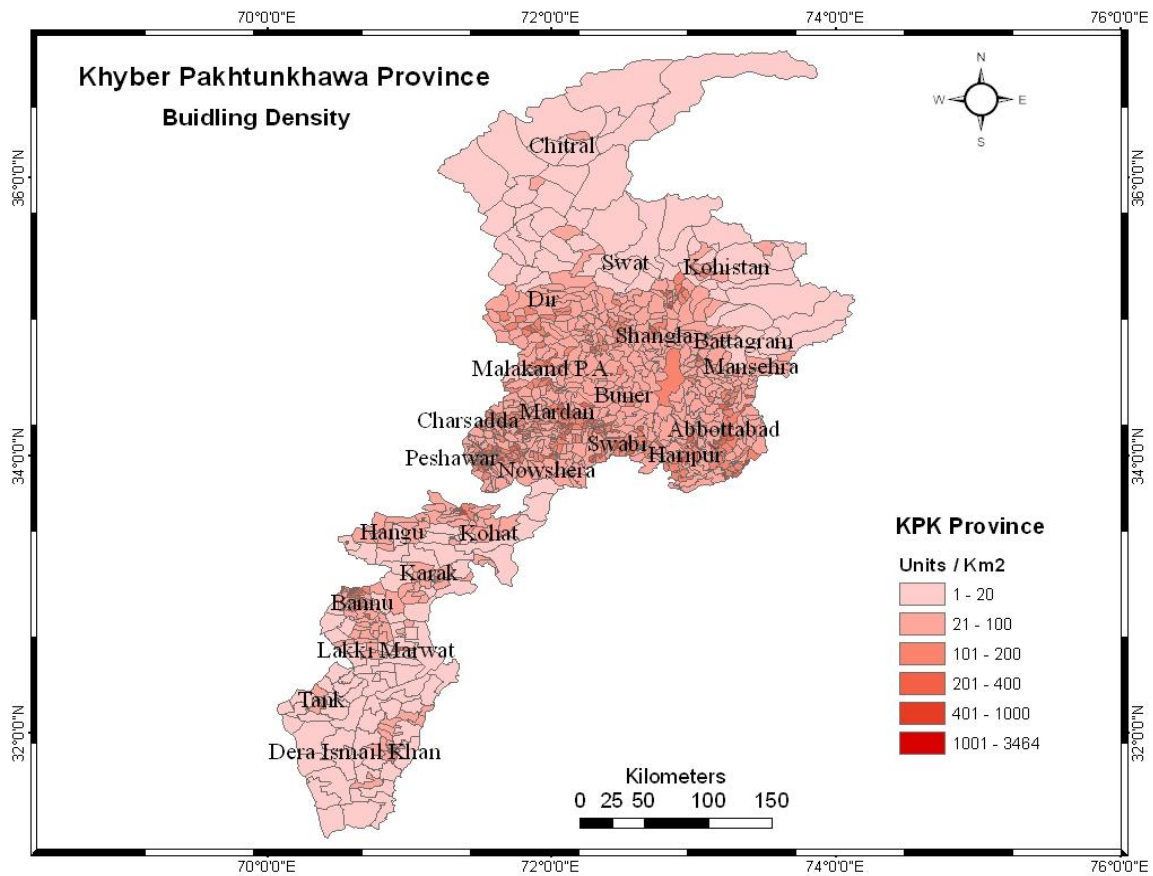 70°0'0"E 72°0'0"E 74°0'0"E 76°0'0"E
Khyber Pakhtunkhawa Province
Buidling Density
N
W E
S
36°0'0"N 36°0'0"N
34°0'0"N 34°0'0"N
32°0'0"N 32°0'0"N
Chitral
Swat
Kohistan
Dir
Shangla
Battagram
Malakand P.A.
Mansehra
Buner
Charsadda
Mardan
Abbottabad
Swabi
Peshawar
Haripur
Nowshera
Hangu
Kohat
Karak
Bannu
Lakki Marwat
Tank
Dera Ismail Khan
KPK Province
Units / Km2
1 - 20
21 - 100
101 - 200
201 - 400
401 - 1000
1001 - 3464
Kilometers
0 25 50 100 150
70°0'0"E 72°0'0"E 74°0'0"E 76°0'0"E